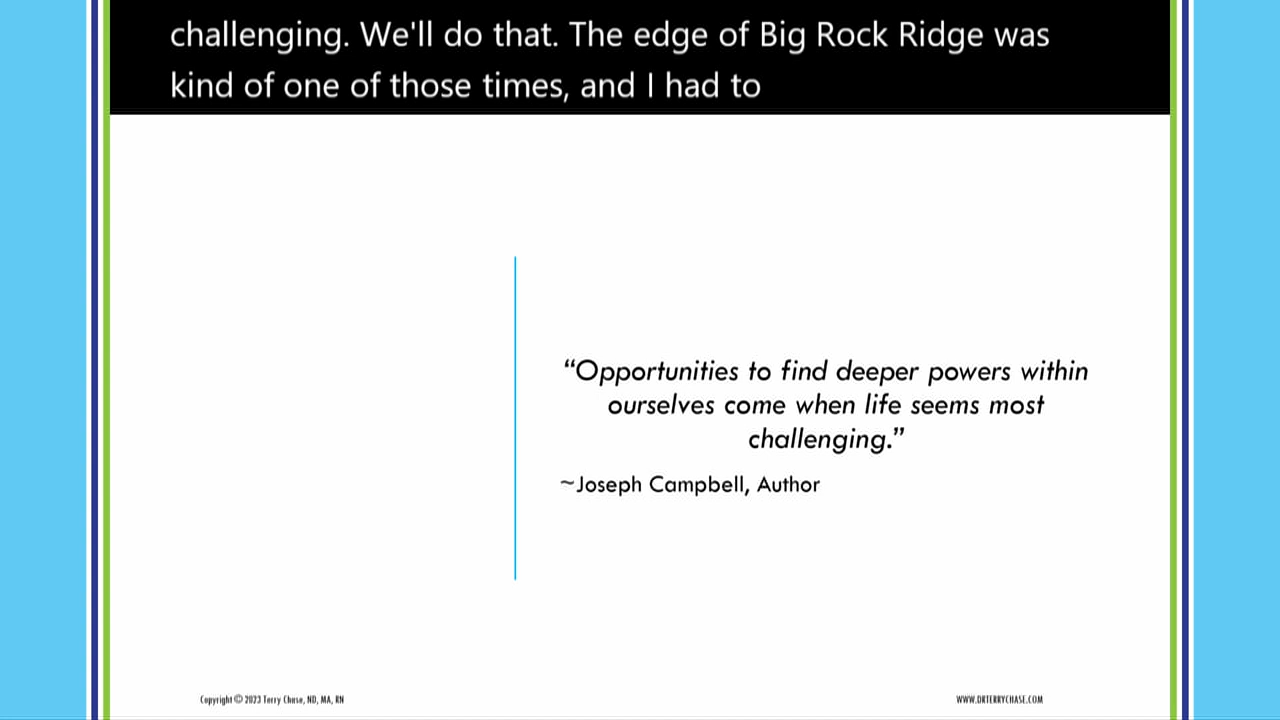 challenging. We'll do that. The edge of Big Rock Ridge was
kind of one of those times, and I had to
“Opportunities to find deeper powers within
ourselves come when life seems most
challenging.”
~Joseph Campbell, Author
Copyright © 2023 Terry Chase, ND, MA, RN
WWW.DRTERRYCHASE.COM